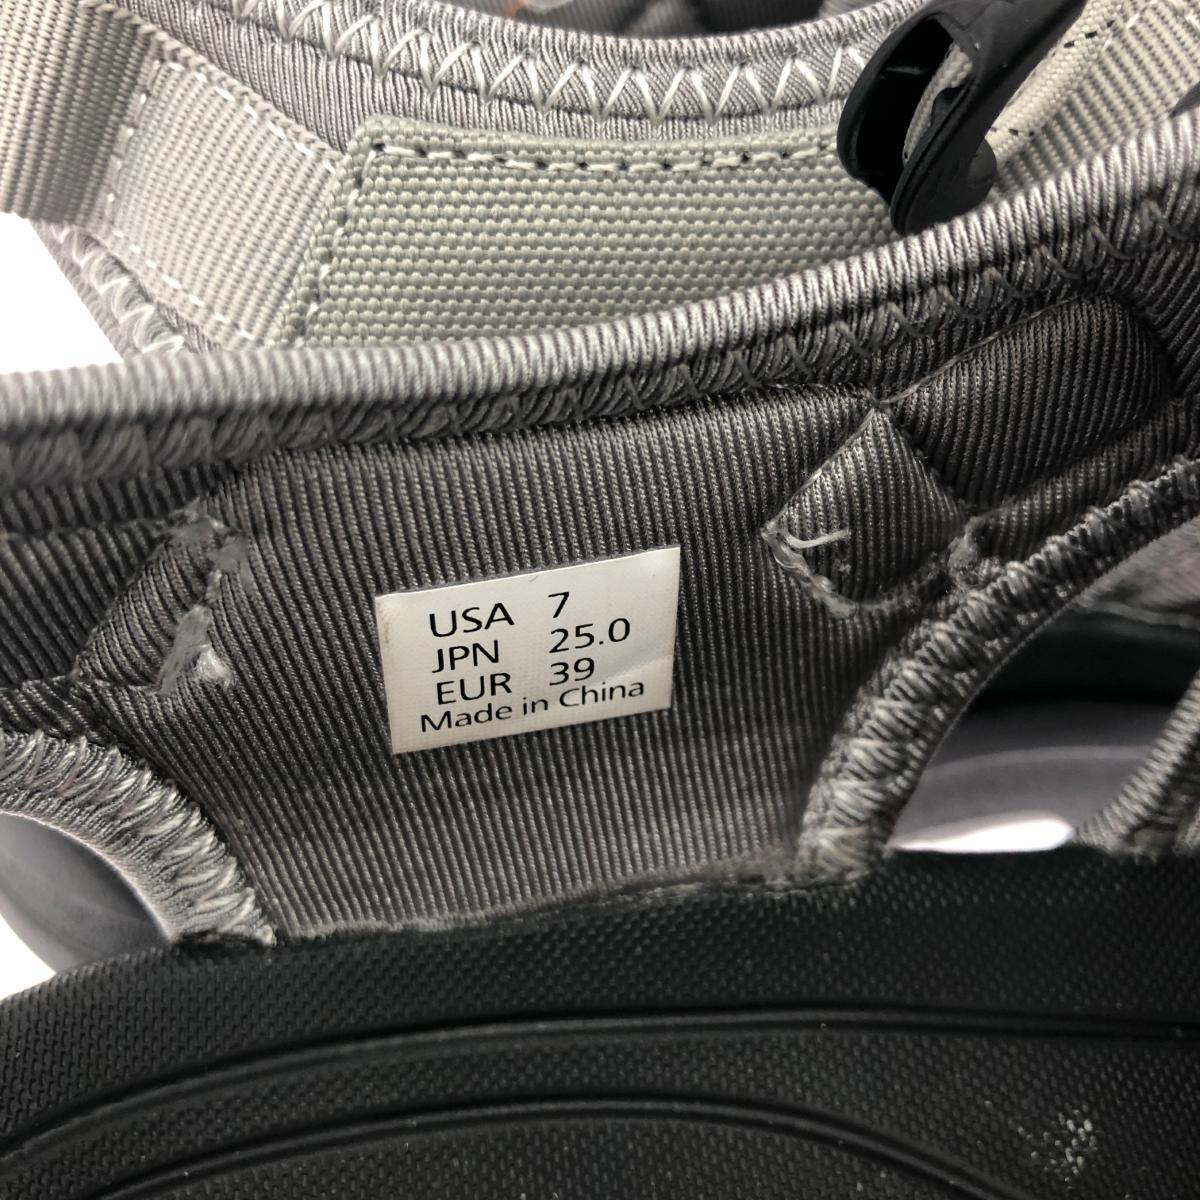 USA 7
JPN 25.0
EUR 39
Made in China